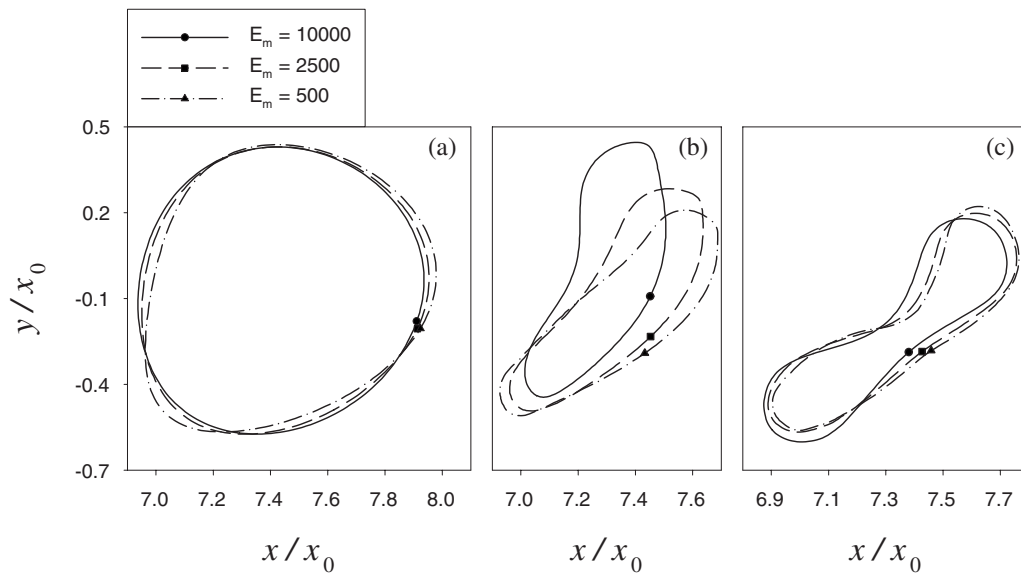 E_m = 10000
E_m = 2500
E_m = 500
(a)
(b)
(c)
0.5
0.2
-0.1
-0.4
-0.7
y/x_0
7.0 7.2 7.4 7.6 7.8 8.0
7.0 7.2 7.4 7.6
6.9 7.1 7.3 7.5 7.7
x/x_0
x/x_0
x/x_0